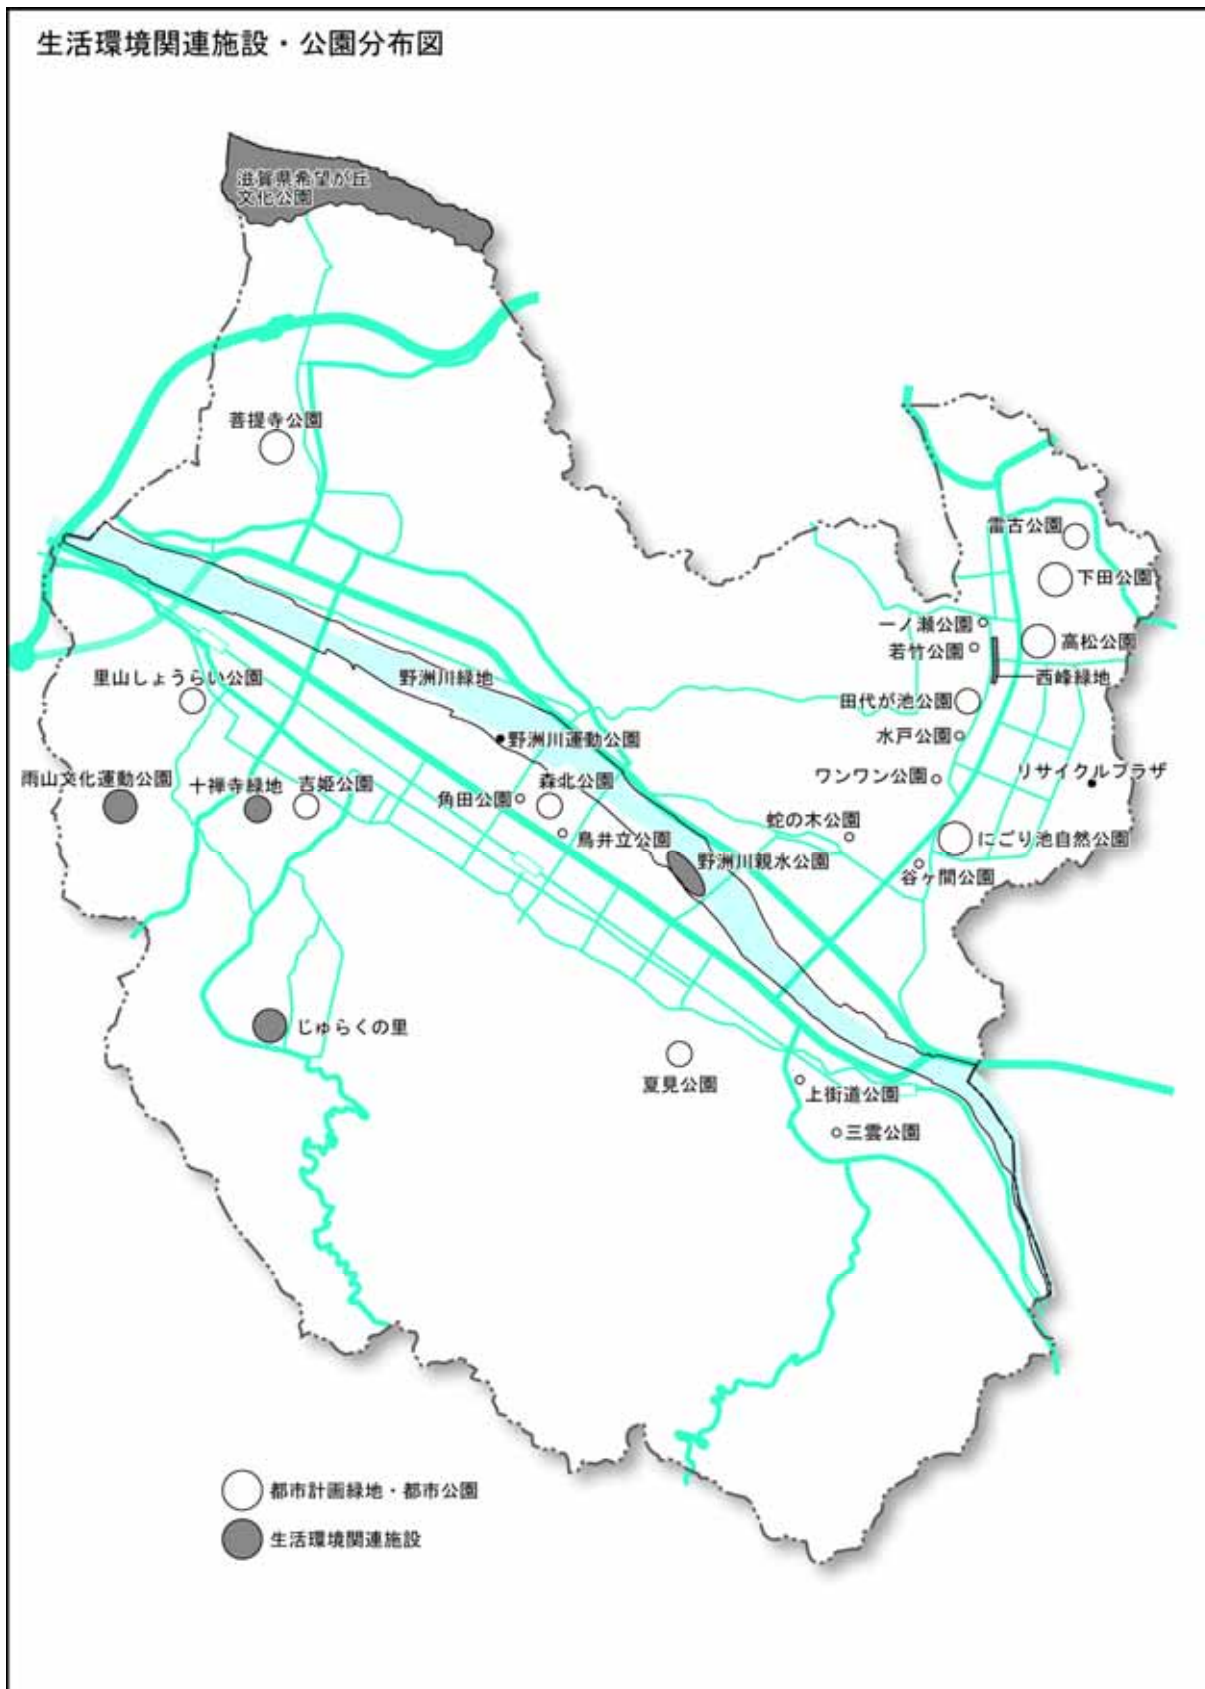 生活環境関連施設・公園分布図
滋賀県希望が丘
文化公園
菩提寺公園
雷古公園
下田公園
一ノ瀬公園
高松公園
若竹公園
西峰緑地
里山しょうらい公園
野洲川緑地
田代が池公園
野洲川運動公園
水戸公園
雨山文化運動公園
十禅寺緑地
吉姫公園
森北公園
角田公園
ワンワン公園
リサイクルプラザ
鳥井立公園
蛇の木公園
にごり池自然公園
野洲川親水公園
谷ヶ間公園
じゅらくの里
夏見公園
上街道公園
三雲公園
都市計画緑地・都市公園
生活環境関連施設